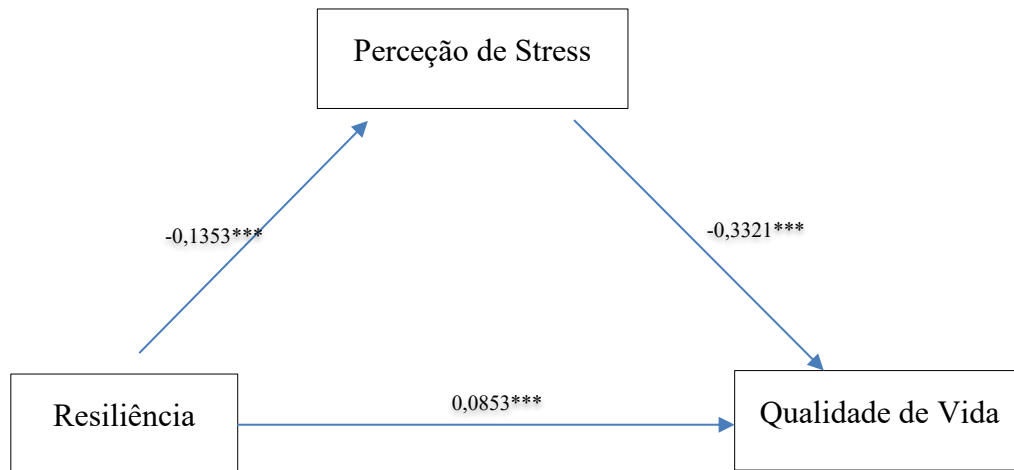 Perceção de Stress
-0,1353***
-0,3321***
0,0853***
Resiliência
Qualidade de Vida